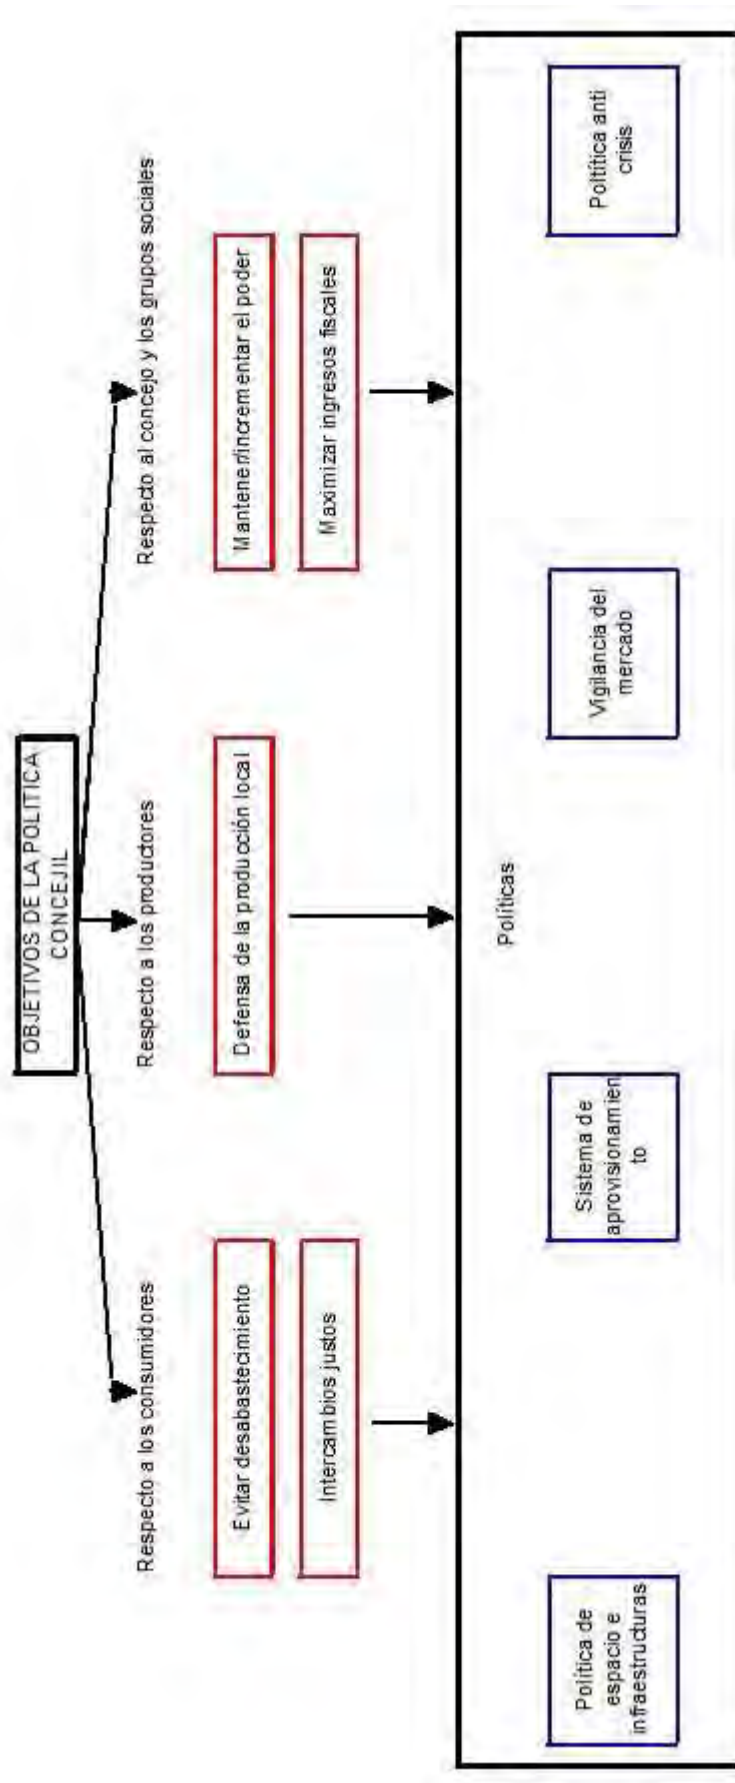 OBJETIVOS DE LA POLITICA
CONCEJIL
Respecto a los consumidores
Respecto a los productores
Respecto al concejo y los grupos sociales
Evitar desabastecimiento
Defensa de la producción local
Mantener/incrementar el poder
Intercambios justos
Maximizar ingresos fiscales
Políticas
Política de
espacio e
infraestructuras
Sistema de
aprovisionamien
to
Vigilancia del
mercado
Poltítica anti
crisis